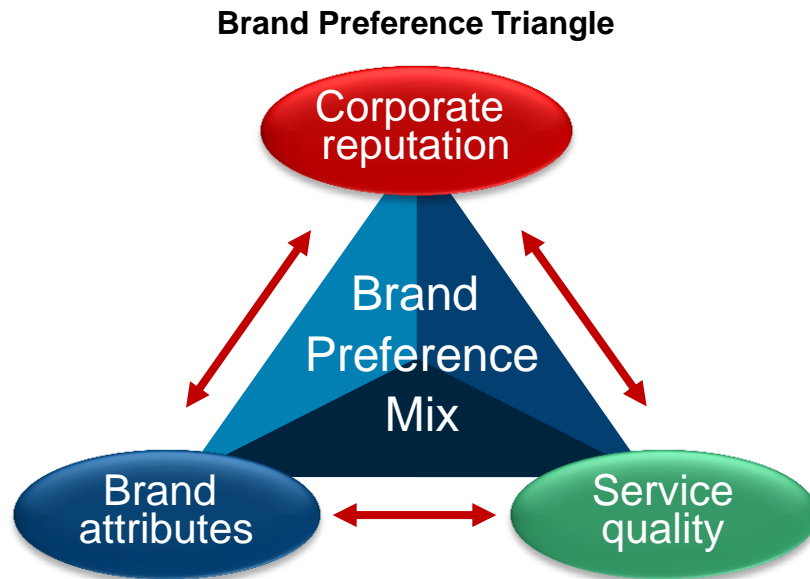 Brand Preference Triangle
Corporate
reputation
Brand
Preference
Mix
Brand
attributes
Service
quality